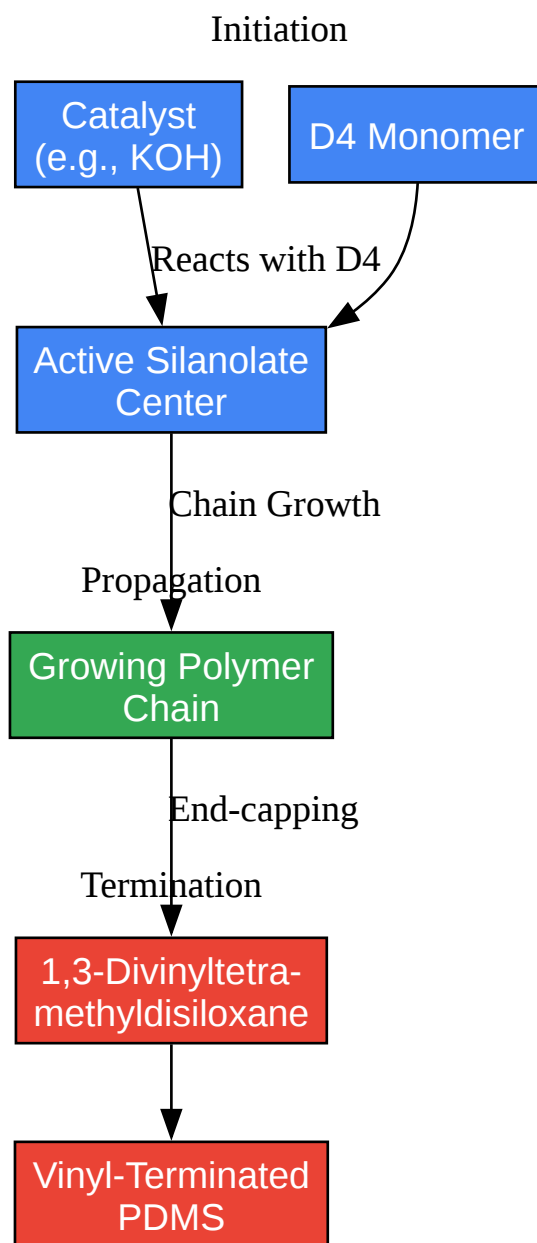 Initiation
Catalyst
(e.g., KOH)
D4 Monomer
Reacts with D4
Active Silanolate
Center
Chain Growth
Propagation
Growing Polymer
Chain
End-capping
Termination
1,3-Divinyltetra-
methyldisiloxane
Vinyl-Terminated
PDMS